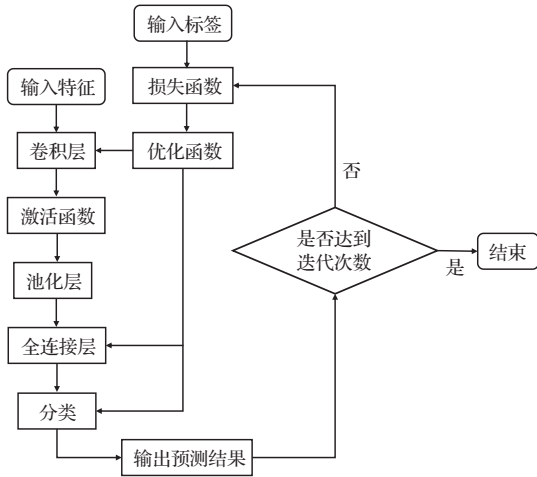 输入标签
输入特征
损失函数
卷积层
优化函数
否
激活函数
是否达到
迭代次数
结束
是
池化层
全连接层
分类
输出预测结果